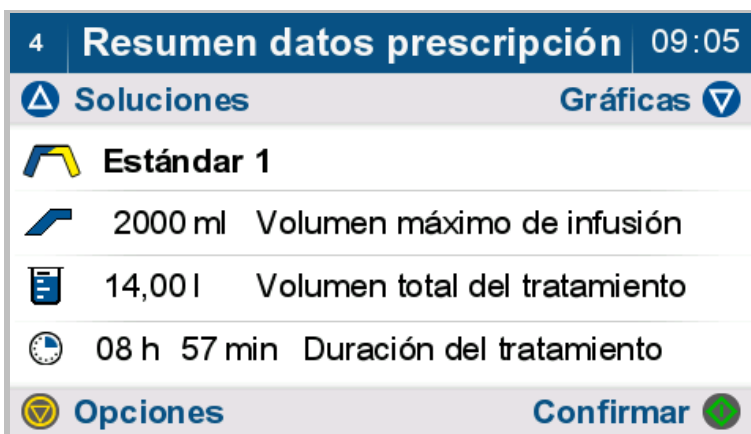 4 Resumen datos prescripción 09:05
Soluciones Gráficas
Estándar 1
2000 ml Volumen máximo de infusión
14,00 l Volumen total del tratamiento
08 h 57 min Duración del tratamiento
Opciones Confirmar